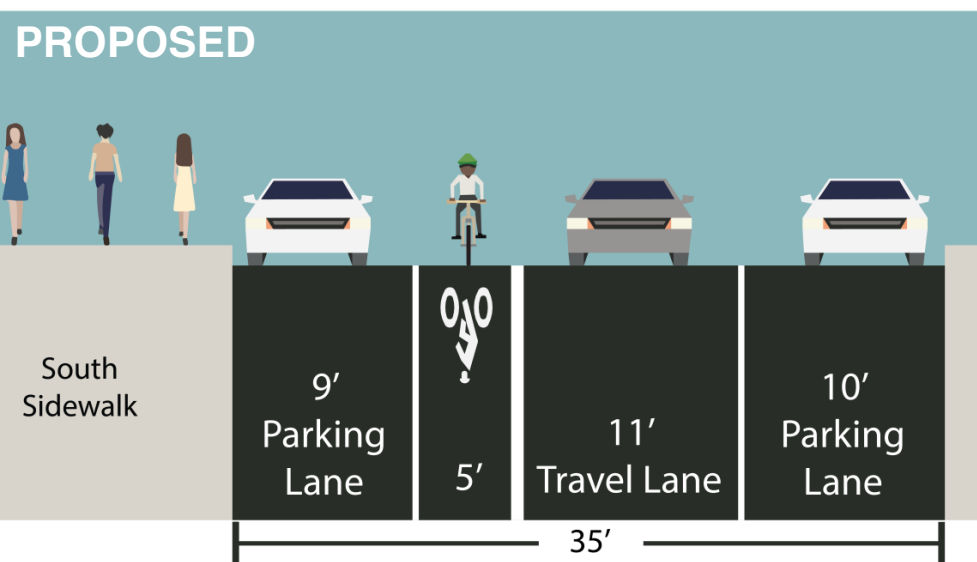 PROPOSED
South
Sidewalk
9′
Parking
Lane
5′
11′
Travel Lane
10′
Parking
Lane
35′